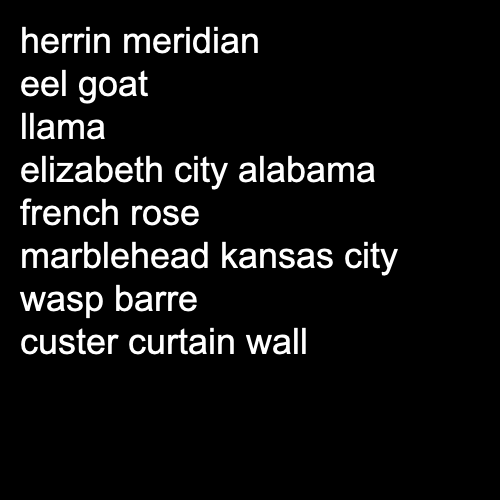 herrin meridian
eel goat
llama
elizabeth city alabama
french rose
marblehead kansas city
wasp barre
custer curtain wall